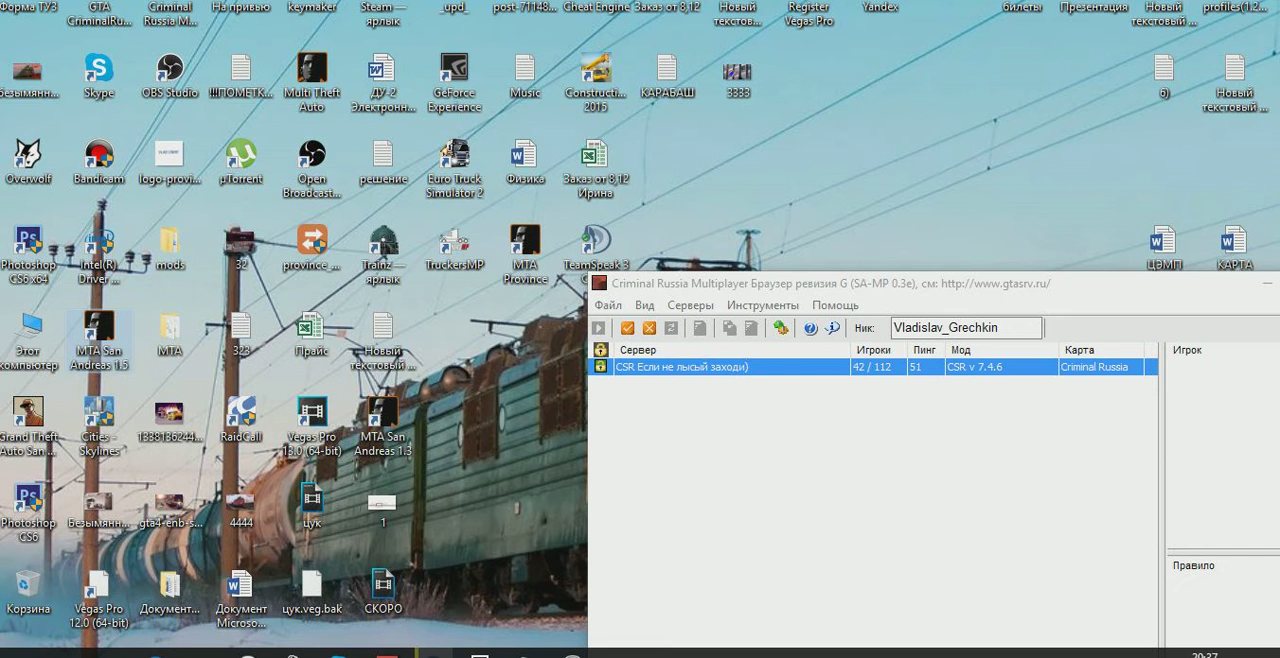 Форма ТУЗ
GTA
CriminalRu...
Criminal
Russia M...
На привью
keymaker
Steam —
ярлык
_upd_
post-71148...
Cheat Engine
Заказ от 8,12
Новый
текстов...
Register
Vegas Pro
Yandex
билеты
Презентация
Новый
текстовый ...
profiles(1.2...
безымянн...
Skype
OBS Studio
!!!ПОМЕТК...
Multi Theft
Auto
ДУ-2
Электронн...
GeForce
Experience
Music
Constructi...
2015
КАРАБАШ
3333
6)
Новый
текстовый ...
Overwolf
Bandicam
logo-provi...
µTorrent
Open
Broadcast...
решение
Euro Truck
Simulator 2
Физика
Заказ от 8,12
Ирина
Photoshop
CS6 x64
Intel(R)
Driver ...
mods
32
province_...
Trainz —
ярлык
TruckersMP
MTA
Province
TeamSpeak 3
ЦЭМП
КАРТА
Этот
компьютер
MTA San
Andreas 1.5
MTA
323
Прайс
Новый
текстовый ...
Grand Theft
Auto San ...
Cities -
Skylines
1338136244...
RaidCall
Vegas Pro
13.0 (64-bit)
MTA San
Andreas 1.3
Photoshop
CS6
Безымянн...
gta4-enb-s...
4444
цук
1
Корзина
Vegas Pro
12.0 (64-bit)
Документ...
Документ
Microso...
цук.veg.bak
СКОРО
Criminal Russia Multiplayer Браузер ревизия G (SA-MP 0.3e), см: http://www.gtasrv.ru/
Файл Вид Серверы Инструменты Помощь
Ник: Vladislav_Grechkin
Сервер Игроки Пинг Мод Карта
CSR Если не лысый заходи) 42 / 112 51 CSR v 7.4.6 Criminal Russia
Игрок
Правило
20:37